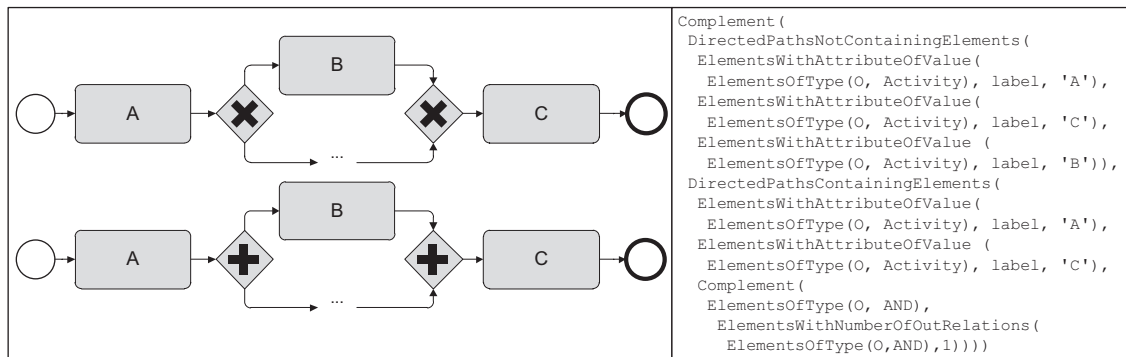 B
A
C
...
B
A
C
...
Complement(
DirectedPathsNotContainingElements(
ElementsWithAttributeOfValue(
ElementsOfType(O, Activity), label, 'A'),
ElementsWithAttributeOfValue(
ElementsOfType(O, Activity), label, 'C'),
ElementsWithAttributeOfValue (
ElementsOfType(O, Activity), label, 'B')),
DirectedPathsContainingElements(
ElementsWithAttributeOfValue(
ElementsOfType(O, Activity), label, 'A'),
ElementsWithAttributeOfValue (
ElementsOfType(O, Activity), label, 'C'),
Complement(
ElementsOfType(O, AND),
ElementsWithNumberOfOutRelations(
ElementsOfType(O,AND),1))))